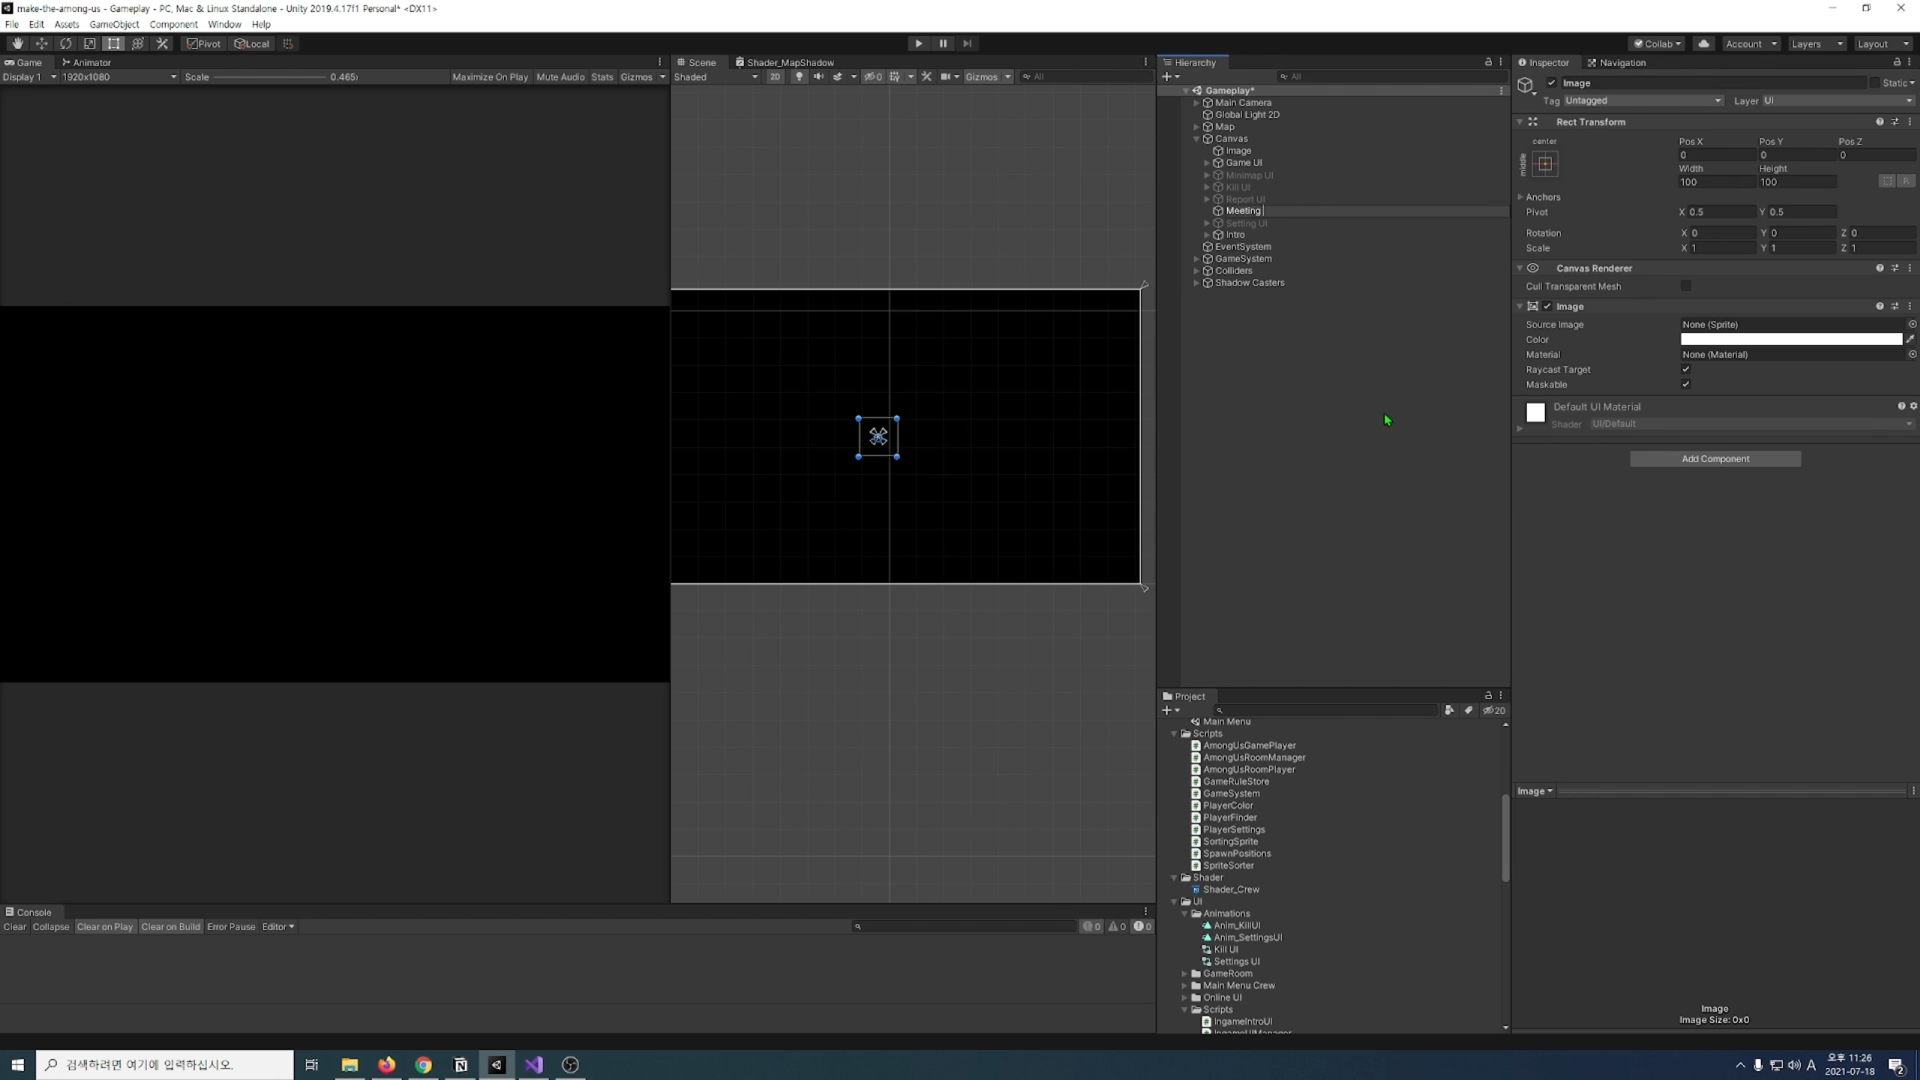 make-the-among-us - Gameplay - PC, Mac & Linux Standalone - Unity 2019.4.17f1 Personal* <DX11>
File Edit Assets GameObject Component Window Help
Pivot Local Collab Account Layers Layout
Game Animator
Display 1 1920x1080 Scale 0.465x Maximize On Play Mute Audio Stats Gizmos
Scene Shader_MapShadow
Shaded 2D 0 Gizmos All
Hierarchy
All
Gameplay*
Main Camera
Global Light 2D
Map
Canvas
Image
Game UI
Minimap UI
Kill UI
Report UI
Meeting
Setting UI
Intro
EventSystem
GameSystem
Colliders
Shadow Casters
Inspector Navigation
Image Static
Tag Untagged Layer UI
Rect Transform
center Pos X Pos Y Pos Z
middle 0 0 0
Width Height
100 100 R
Anchors
Pivot X 0.5 Y 0.5
Rotation X 0 Y 0 Z 0
Scale X 1 Y 1 Z 1
Canvas Renderer
Cull Transparent Mesh
Image
Source Image None (Sprite)
Color
Material None (Material)
Raycast Target
Maskable
Default UI Material
Shader UI/Default
Add Component
Image
Image
Image Size: 0x0
Project
20
Main Menu
Scripts
AmongUsGamePlayer
AmongUsRoomManager
AmongUsRoomPlayer
GameRuleStore
GameSystem
PlayerColor
PlayerFinder
PlayerSettings
SortingSprite
SpawnPositions
SpriteSorter
Shader
Shader_Crew
UI
Animations
Anim_KillUI
Anim_SettingsUI
Kill UI
Settings UI
GameRoom
Main Menu Crew
Online UI
Scripts
IngameIntroUI
IngameUIManager
Console
Clear Collapse Clear on Play Clear on Build Error Pause Editor 0 0 0
검색하려면 여기에 입력하십시오.
A 오후 11:26
2021-07-18
2